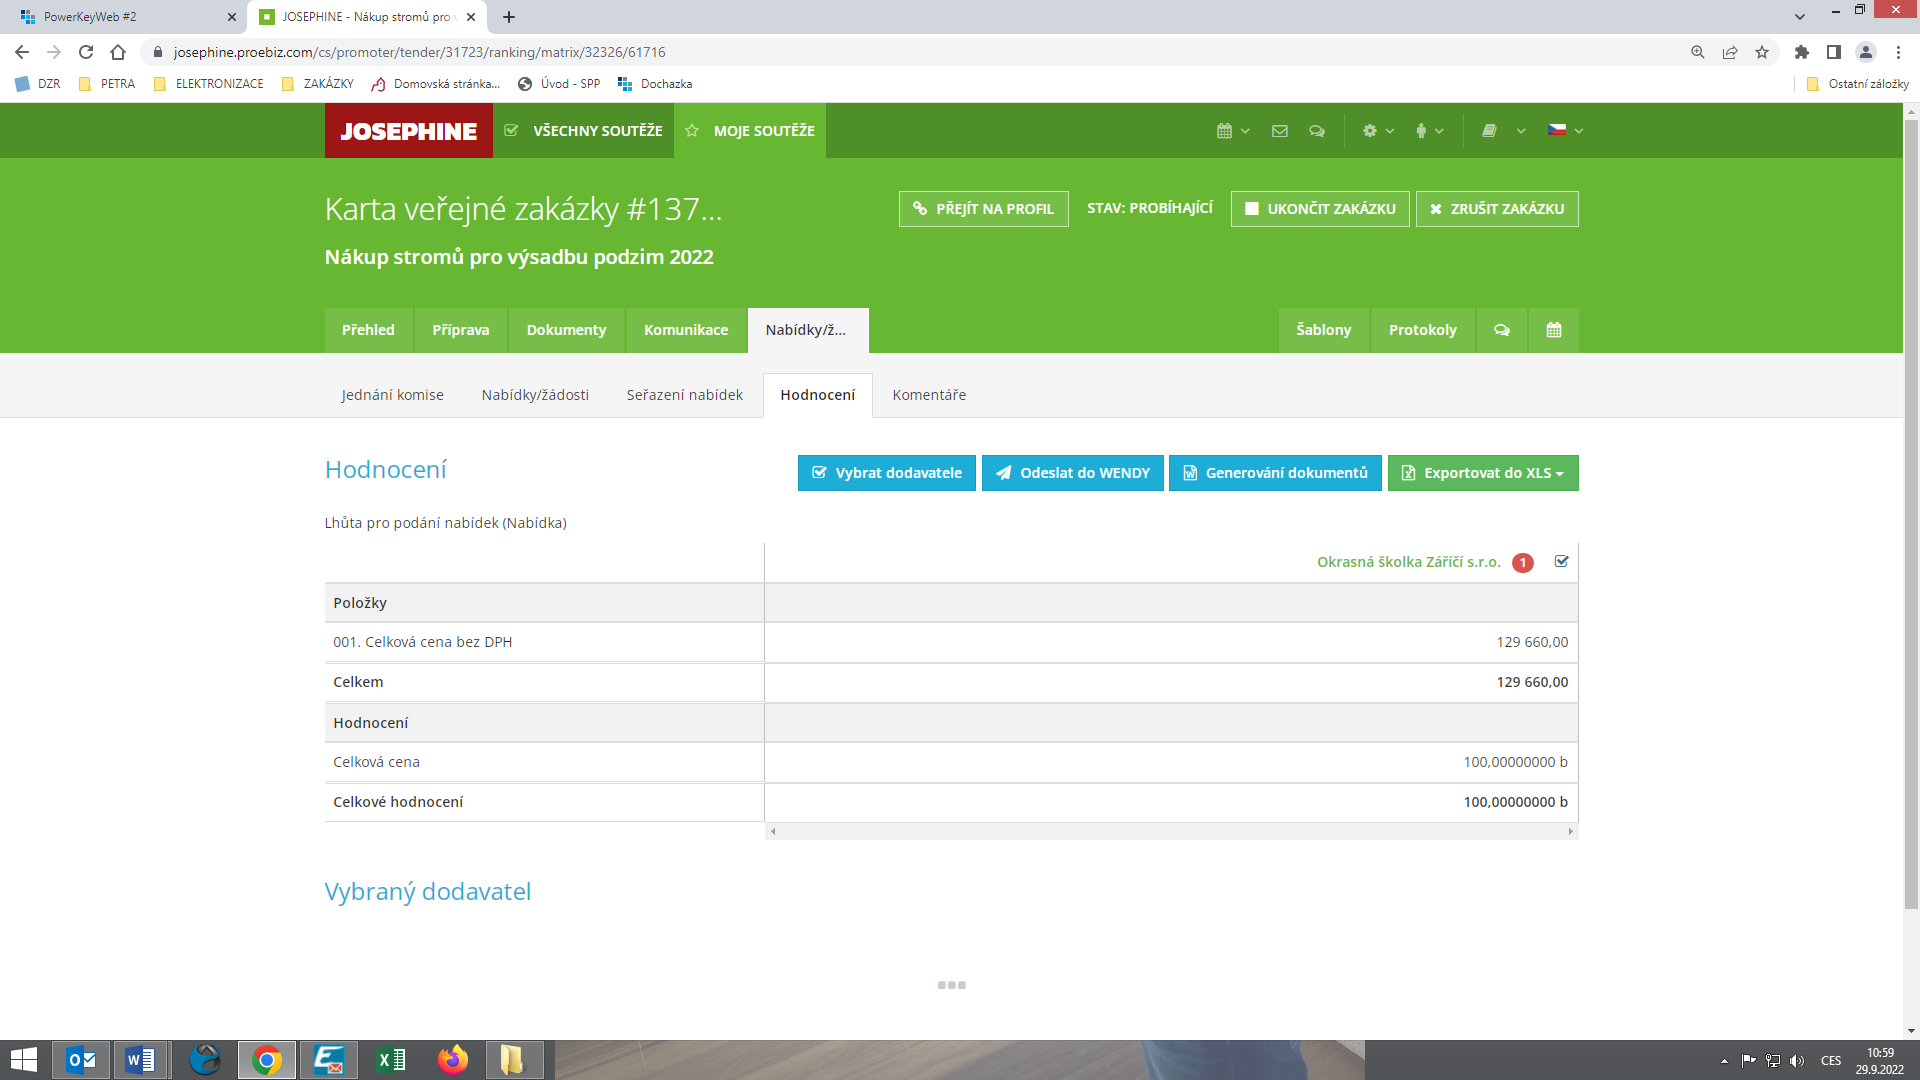 PowerKeyWeb #2
JOSEPHINE - Nákup stromů pro v
josephine.proebiz.com/cs/promoter/tender/31723/ranking/matrix/32326/61716
DZR PETRA ELEKTRONIZACE ZAKÁZKY Domovská stránka... Úvod - SPP Dochazka Ostatní záložky
JOSEPHINE VŠECHNY SOUTĚŽE MOJE SOUTĚŽE
Karta veřejné zakázky #137...
PŘEJÍT NA PROFIL STAV: PROBÍHAJÍCÍ UKONČIT ZAKÁZKU ZRUŠIT ZAKÁZKU
Nákup stromů pro výsadbu podzim 2022
Přehled Příprava Dokumenty Komunikace Nabídky/ž... Šablony Protokoly
Jednání komise Nabídky/žádosti Seřazení nabídek Hodnocení Komentáře
Hodnocení
Vybrat dodavatele Odeslat do WENDY Generování dokumentů Exportovat do XLS
Lhůta pro podání nabídek (Nabídka)
Okrasná školka Záříčí s.r.o. 1
Položky
001. Celková cena bez DPH 129 660,00
Celkem 129 660,00
Hodnocení
Celková cena 100,00000000 b
Celkové hodnocení 100,00000000 b
Vybraný dodavatel
CES
10:59
29.9.2022